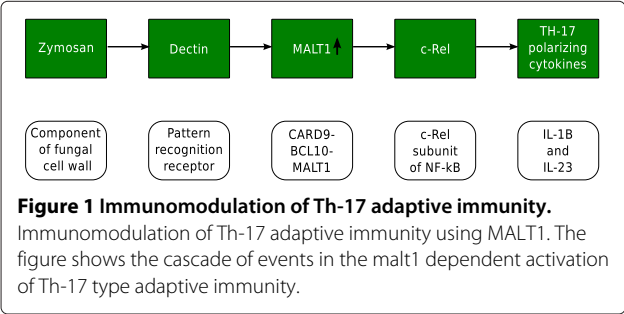 Zymosan
Dectin
MALT1
c-Rel
TH-17
polarizing
cytokines
Component
of fungal
cell wall
Pattern
recognition
receptor
CARD9-
BCL10-
MALT1
c-Rel
subunit
of NF-kB
IL-1B
and
IL-23
Figure 1 Immunomodulation of Th-17 adaptive immunity.
Immunomodulation of Th-17 adaptive immunity using MALT1. The
figure shows the cascade of events in the malt1 dependent activation
of Th-17 type adaptive immunity.